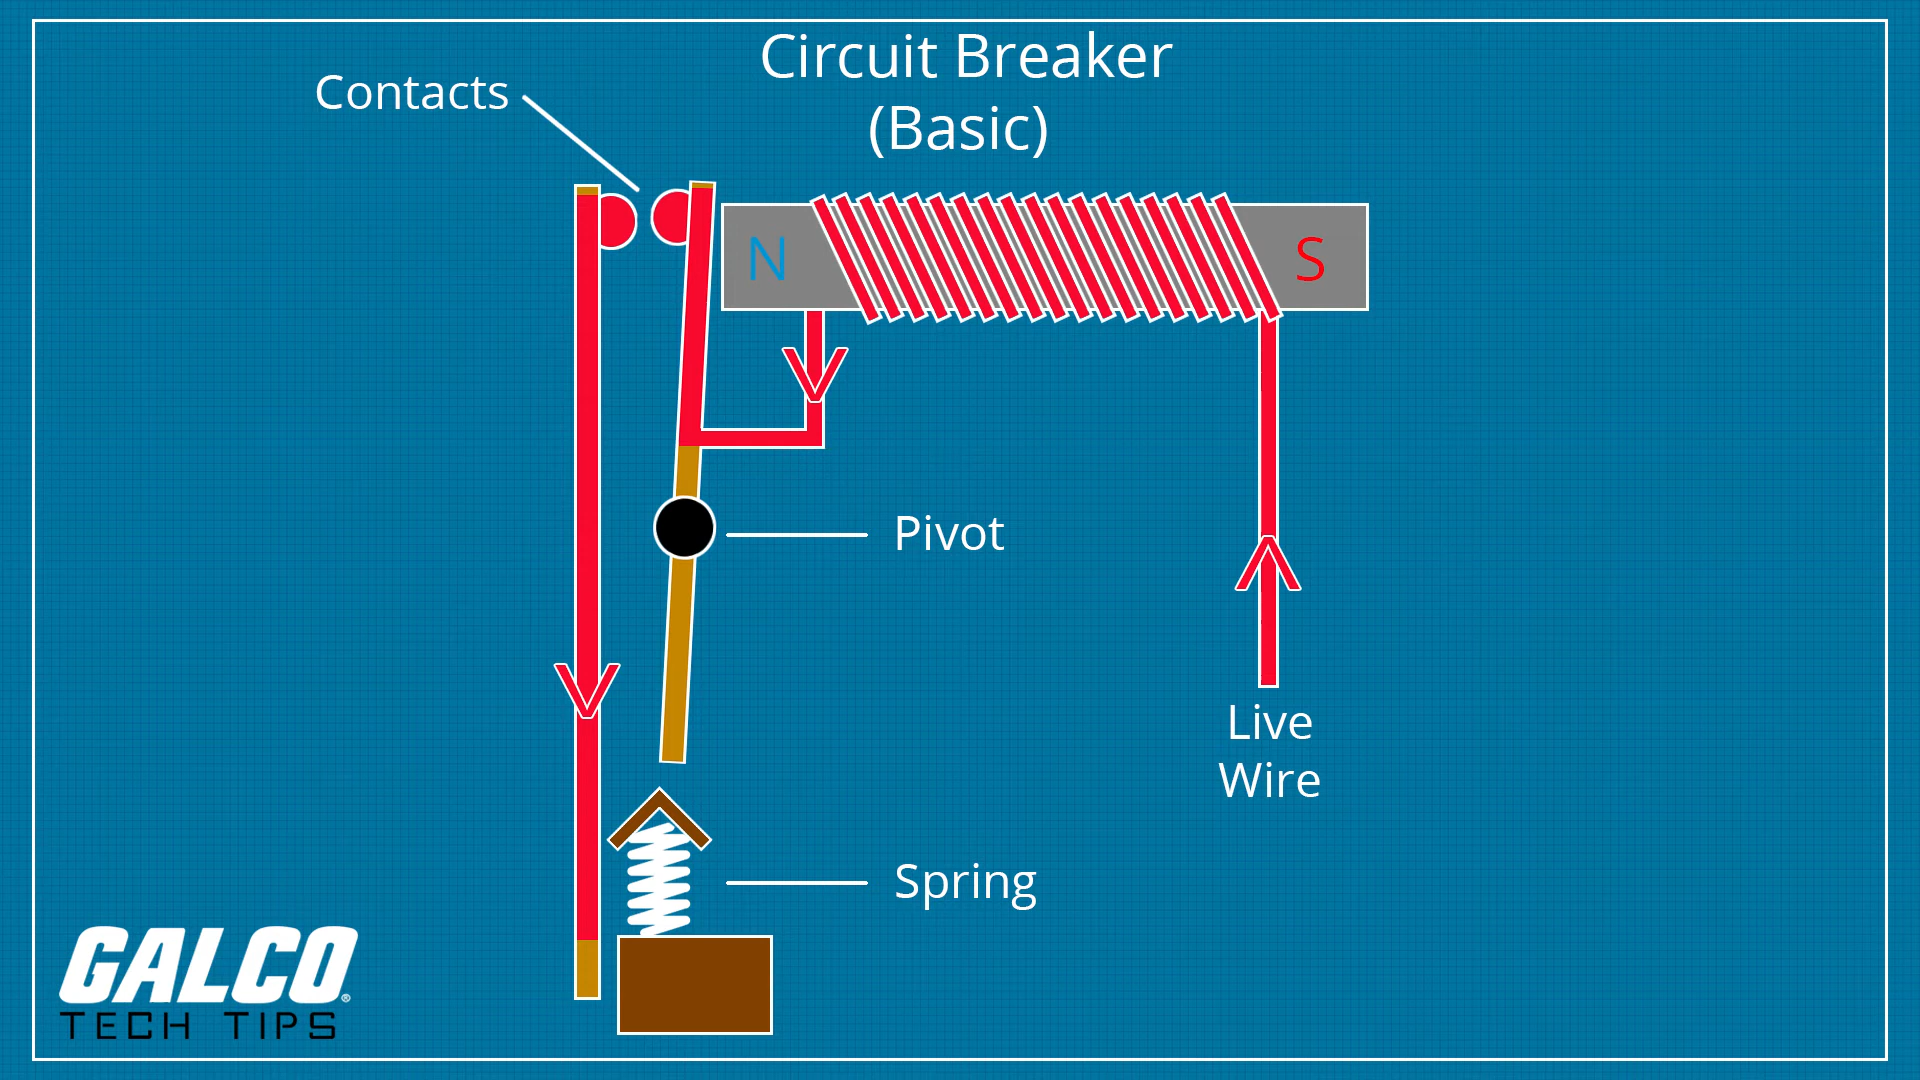 Circuit Breaker
(Basic)
Contacts
N
S
Pivot
Live
Wire
Spring
GALCO®
TECH TIPS